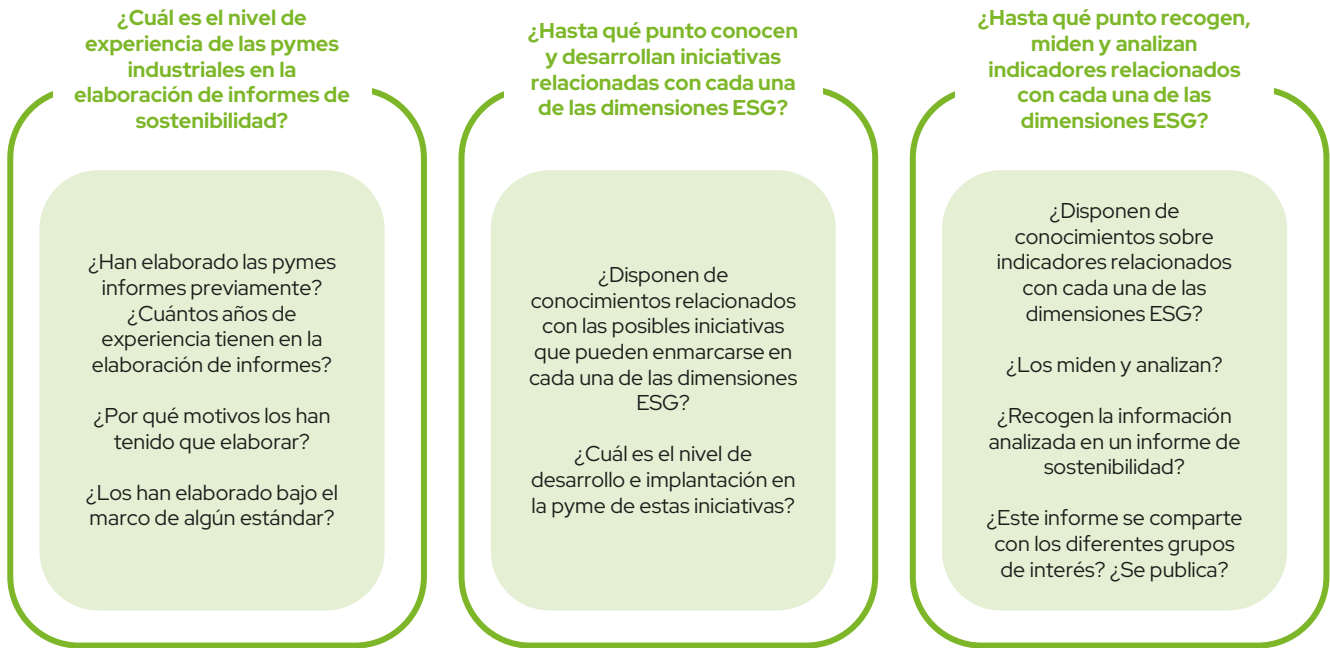 ¿Cuál es el nivel de
experiencia de las pymes
industriales en la
elaboración de informes de
sostenibilidad?
¿Han elaborado las pymes
informes previamente?
¿Cuántos años de
experiencia tienen en la
elaboración de informes?
¿Por qué motivos los han
tenido que elaborar?
¿Los han elaborado bajo el
marco de algún estándar?
¿Hasta qué punto conocen
y desarrollan iniciativas
relacionadas con cada una
de las dimensiones ESG?
¿Disponen de
conocimientos relacionados
con las posibles iniciativas
que pueden enmarcarse en
cada una de las dimensiones
ESG?
¿Cuál es el nivel de
desarrollo e implantación en
la pyme de estas iniciativas?
¿Hasta qué punto recogen,
miden y analizan
indicadores relacionados
con cada una de las
dimensiones ESG?
¿Disponen de
conocimientos sobre
indicadores relacionados
con cada una de las
dimensiones ESG?
¿Los miden y analizan?
¿Recogen la información
analizada en un informe de
sostenibilidad?
¿Este informe se comparte
con los diferentes grupos
de interés? ¿Se publica?